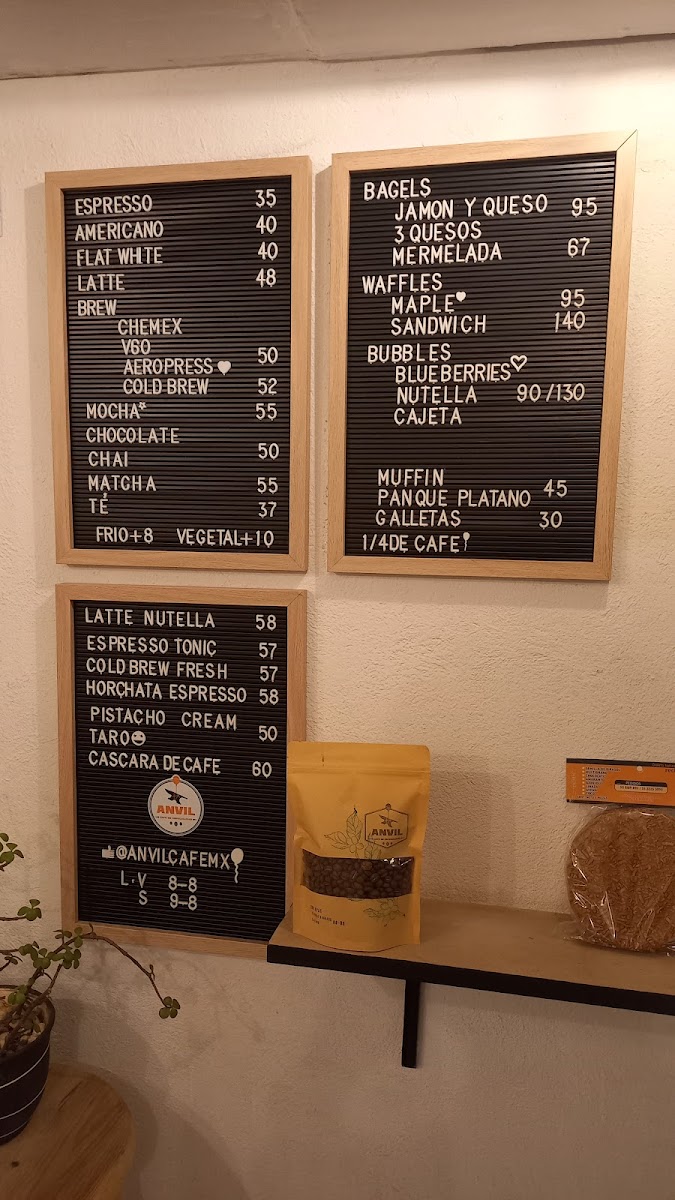 ESPRESSO 35
AMERICANO 40
FLAT WHITE 40
LATTE 48
BREW
CHEMEX
V60
AEROPRESS♥ 50
COLD BREW 52
MOCHA* 55
CHOCOLATE
CHAI 50
MATCHA 55
TÉ 37
FRIO+8 VEGETAL+10
BAGELS
JAMON Y QUESO 95
3 QUESOS
MERMELADA 67
WAFFLES
MAPLE♥ 95
SANDWICH 140
BUBBLES
BLUEBERRIES♡
NUTELLA 90/130
CAJETA
MUFFIN
PANQUE PLATANO 45
GALLETAS 30
1/4DE CAFE
LATTE NUTELLA 58
ESPRESSO TONIC 57
COLD BREW FRESH 57
HORCHATA ESPRESSO 58
PISTACHO CREAM
TARO 50
CASCARA DE CAFE 60
ANVIL
@ANVILCAFEMX
L-V 8-8
S 9-8
ANVIL